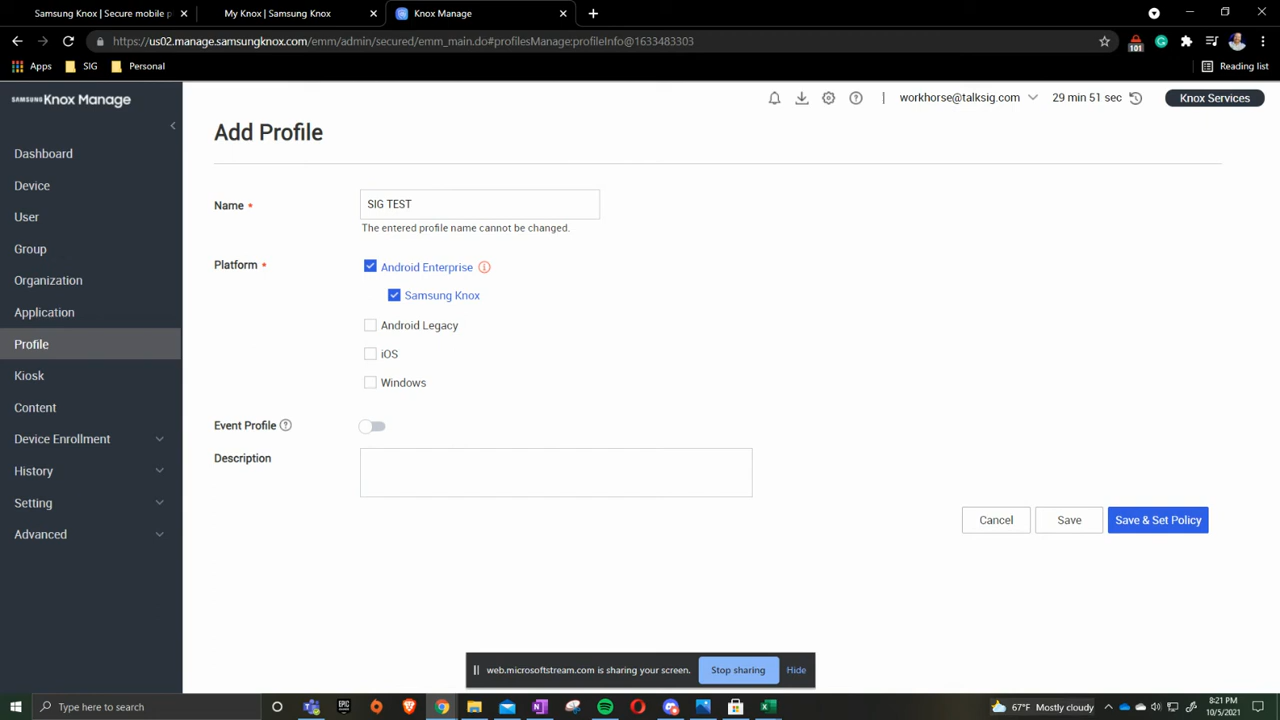 Samsung Knox | Secure mobile p
My Knox | Samsung Knox
Knox Manage
https://us02.manage.samsungknox.com/emm/admin/secured/emm_main.do#profilesManage:profileInfo@1633483303
101
Apps
SIG
Personal
Reading list
SAMSUNG Knox Manage
workhorse@talksig.com
29 min 51 sec
Knox Services
Add Profile
Dashboard
Device
User
Group
Organization
Application
Profile
Kiosk
Content
Device Enrollment
History
Setting
Advanced
Name *
SIG TEST
The entered profile name cannot be changed.
Platform *
Android Enterprise
Samsung Knox
Android Legacy
iOS
Windows
Event Profile
Description
Cancel
Save
Save & Set Policy
web.microsoftstream.com is sharing your screen.
Stop sharing
Hide
Type here to search
EPIC
67°F Mostly cloudy
8:21 PM
10/5/2021